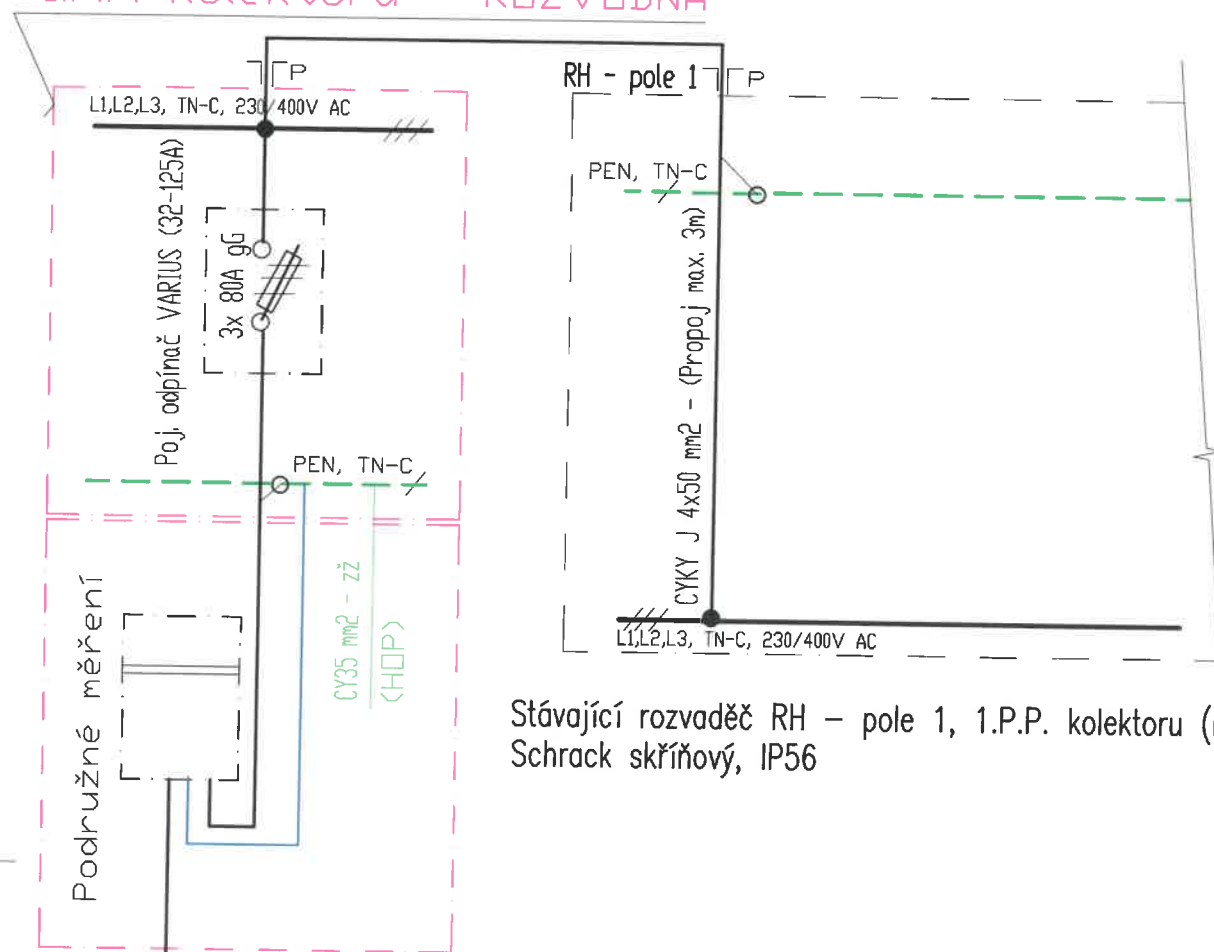 kolektoru - ROZVODNA
P
L1,L2,L3, TN-C, 230/400V AC
Poj. odpínač VARIUS (32-125A)
3x 80A gG
PEN, TN-C
Podružné měření
CY35 mm2 - zž
(HOP)
RH - pole 1
P
PEN, TN-C
CYKY J 4x50 mm2 - (Propoj max. 3m)
L1,L2,L3, TN-C, 230/400V AC
Stávající rozvaděč RH - pole 1, 1.P.P. kolektoru (
Schrack skříňový, IP56